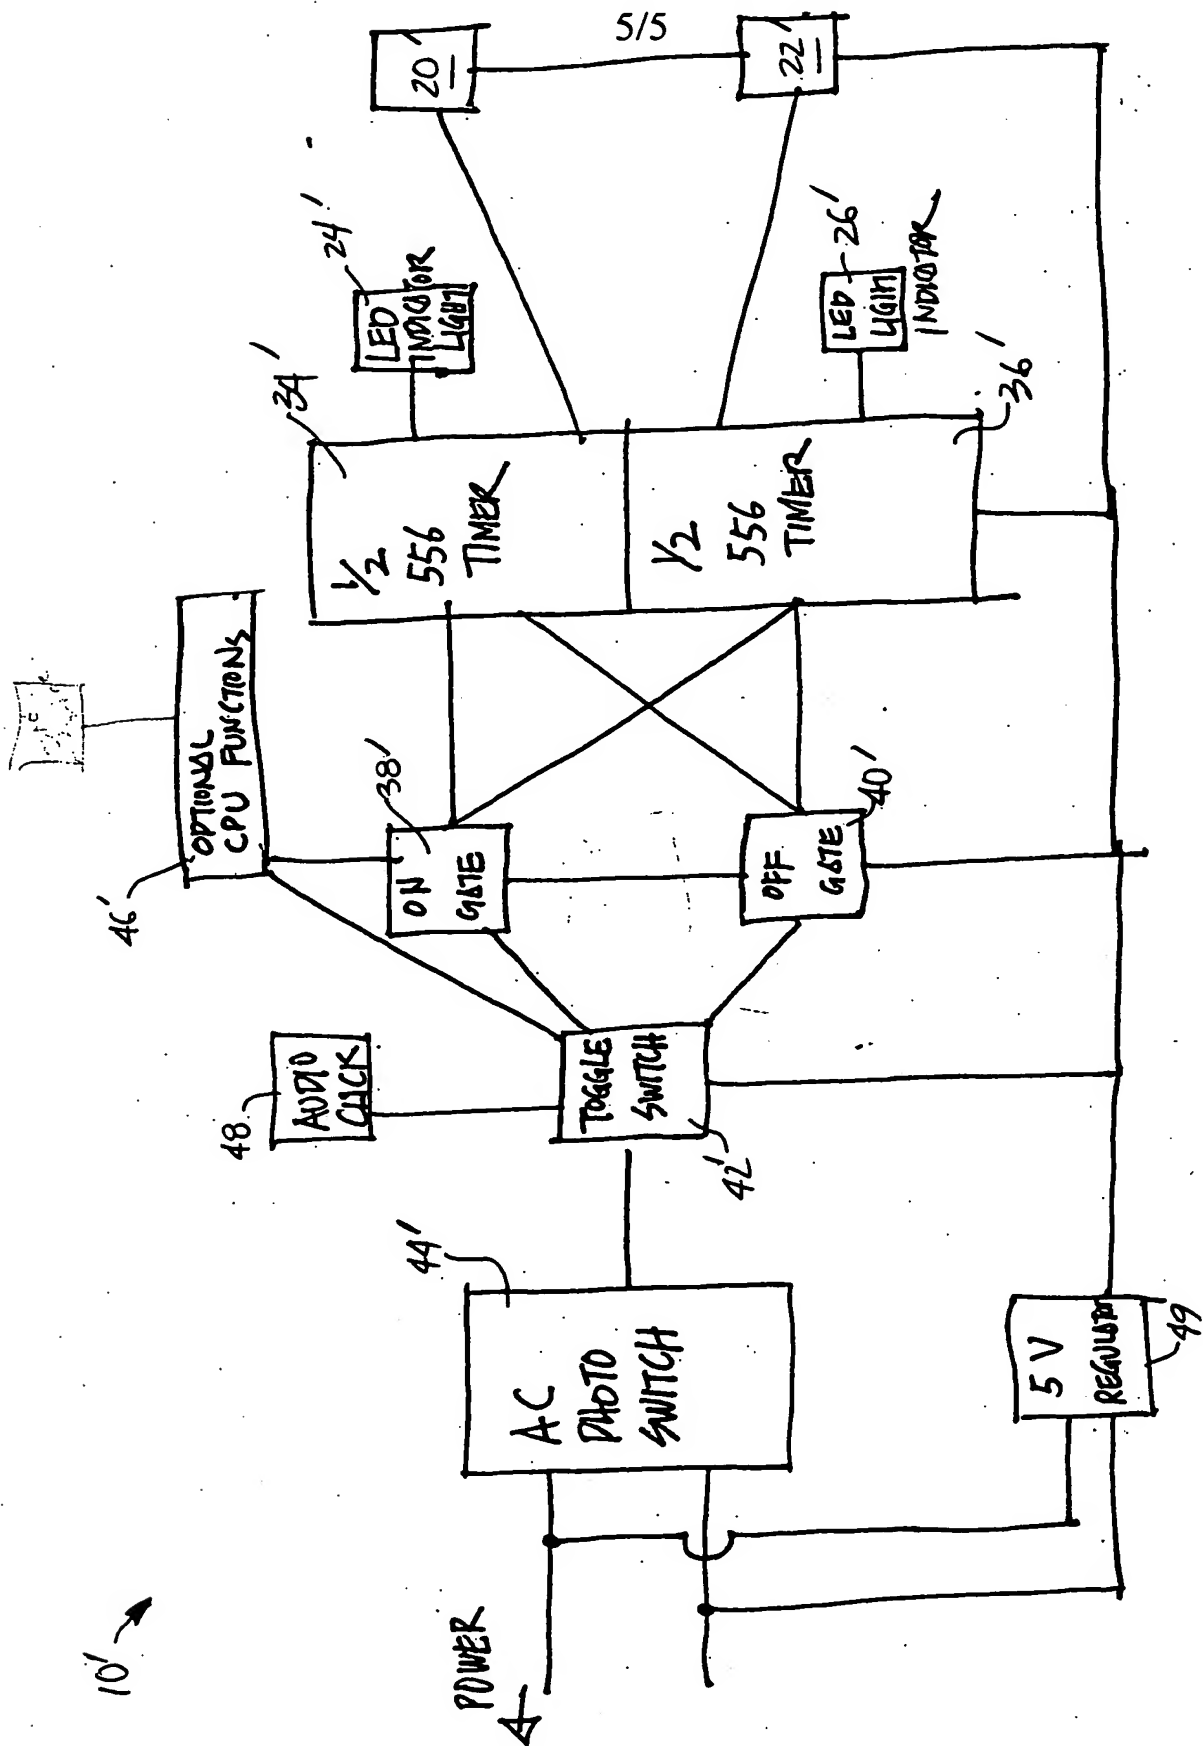 5/5
10'
POWER
44'
AC
PHOTO
SWITCH
5 V
REGULATOR
49
48
AUDIO
CLICK
TOGGLE
SWITCH
42'
46'
OPTIONAL
CPU FUNCTIONS
38'
ON
GATE
OFF
GATE
40'
34'
1/2
556
TIMER
1/2
556
TIMER
36'
24'
LED
INDICATOR
LIGHT
26'
LED
LIGHT
INDICATOR
20'
22'